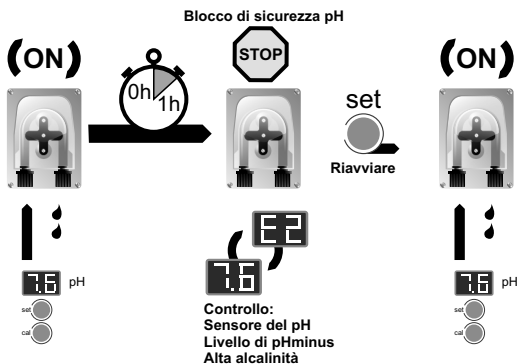 Blocco di sicurezza pH
(ON)
0h
1h
STOP
set
Riavviare
(ON)
7.6 pH
set
cal
E2
7.6
Controllo:
Sensore del pH
Livello di pHminus
Alta alcalinità
7.6 pH
set
cal